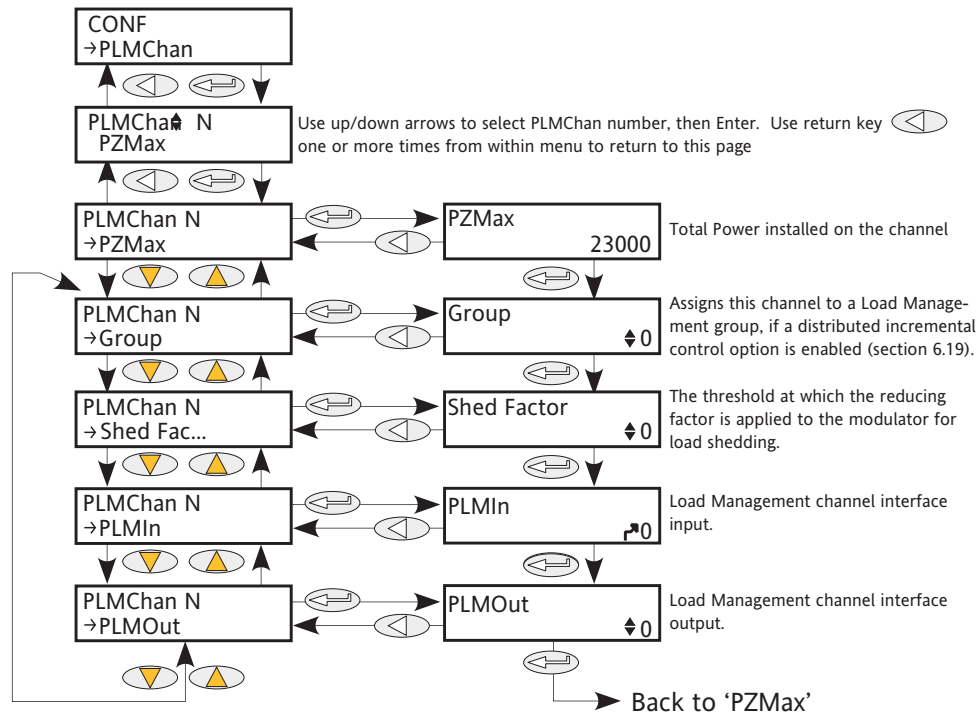 CONF
→PLMChan
PLMChan N
PZMax
Use up/down arrows to select PLMChan number, then Enter. Use return key
one or more times from within menu to return to this page
PLMChan N
→PZMax
PZMax
23000
Total Power installed on the channel
PLMChan N
→Group
Group
0
Assigns this channel to a Load Manage-
ment group, if a distributed incremental
control option is enabled (section 6.19).
PLMChan N
→Shed Fac...
Shed Factor
0
The threshold at which the reducing
factor is applied to the modulator for
load shedding.
PLMChan N
→PLMIn
PLMIn
0
Load Management channel interface
input.
PLMChan N
→PLMOut
PLMOut
0
Load Management channel interface
output.
Back to ‘PZMax’